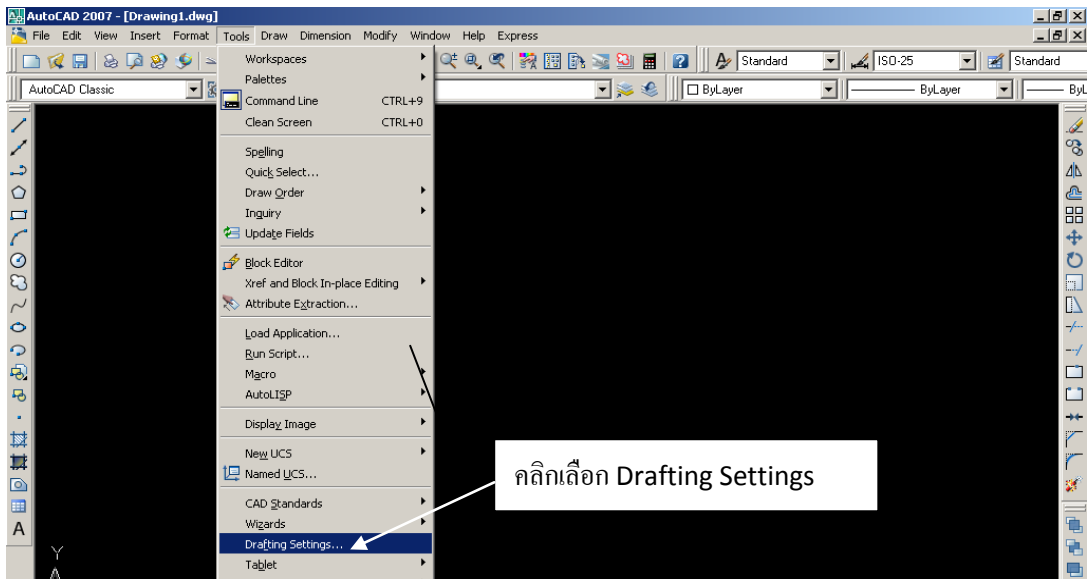 AutoCAD 2007 - [Drawing1.dwg]
File Edit View Insert Format Tools Draw Dimension Modify Window Help Express
Standard ISO-25 Standard
AutoCAD Classic ByLayer ByLayer ByL
Workspaces
Palettes
Command Line CTRL+9
Clean Screen CTRL+0
Spelling
Quick Select...
Draw Order
Inquiry
Update Fields
Block Editor
Xref and Block In-place Editing
Attribute Extraction...
Load Application...
Run Script...
Macro
AutoLISP
Display Image
New UCS
Named UCS...
CAD Standards
Wizards
Drafting Settings...
Tablet
คลิกเลือก Drafting Settings
A
Y